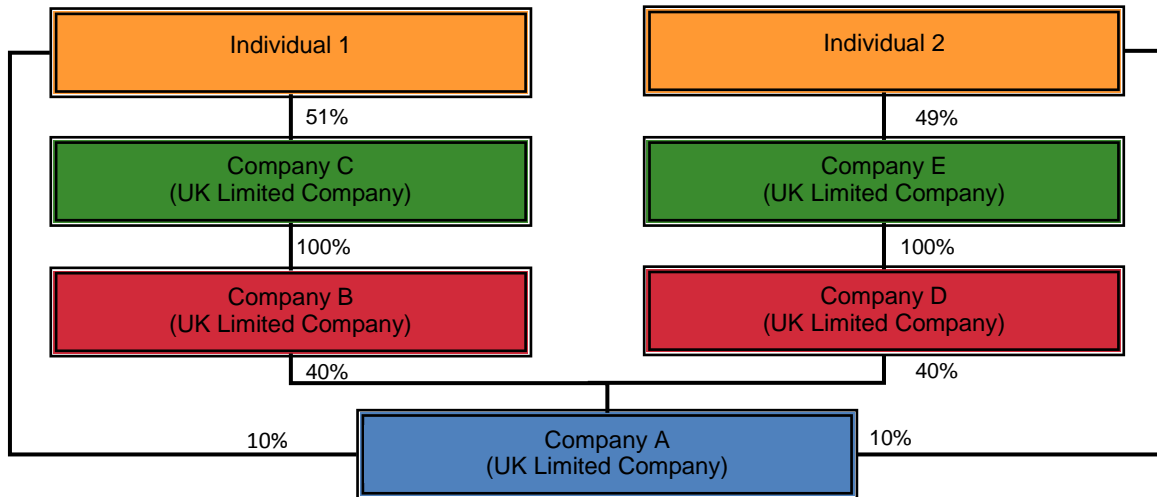 Individual 1
Individual 2
51%
49%
Company C
(UK Limited Company)
Company E
(UK Limited Company)
100%
100%
Company B
(UK Limited Company)
Company D
(UK Limited Company)
40%
40%
10%
Company A
(UK Limited Company)
10%